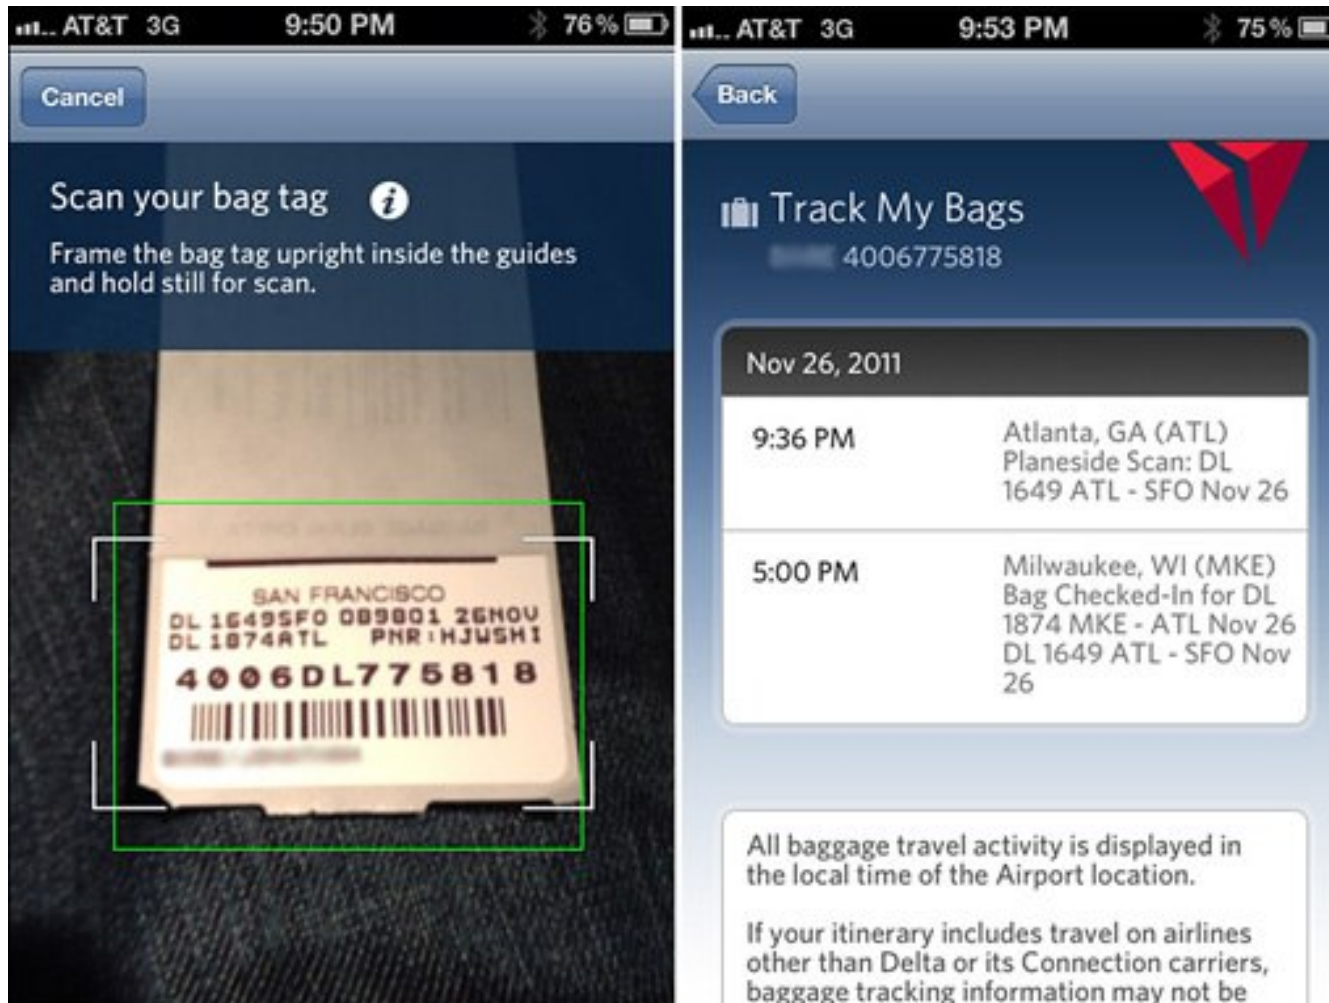 AT&T 3G 9:50 PM 76%
Cancel
Scan your bag tag i
Frame the bag tag upright inside the guides
and hold still for scan.
SAN FRANCISCO
DL 1649SFO 089801 26NOV
DL 1874ATL PNR:HJWSHI
4006DL775818
AT&T 3G 9:53 PM 75%
Back
Track My Bags
4006775818
Nov 26, 2011
9:36 PM
Atlanta, GA (ATL)
Planeside Scan: DL
1649 ATL - SFO Nov 26
5:00 PM
Milwaukee, WI (MKE)
Bag Checked-In for DL
1874 MKE - ATL Nov 26
DL 1649 ATL - SFO Nov
26
All baggage travel activity is displayed in
the local time of the Airport location.
If your itinerary includes travel on airlines
other than Delta or its Connection carriers,
baggage tracking information may not be